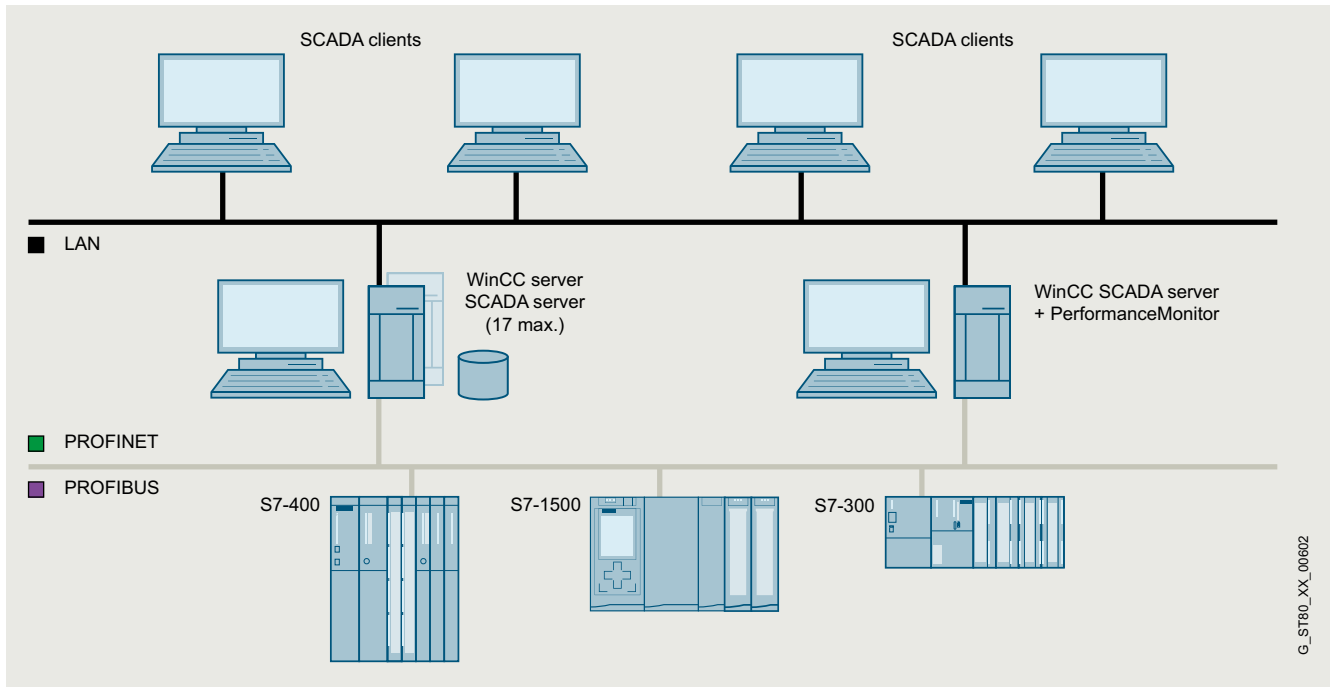 SCADA clients
SCADA clients
LAN
WinCC server
SCADA server
(17 max.)
WinCC SCADA server
+ PerformanceMonitor
PROFINET
PROFIBUS
S7-400
S7-1500
S7-300
G_ST80_XX_00602